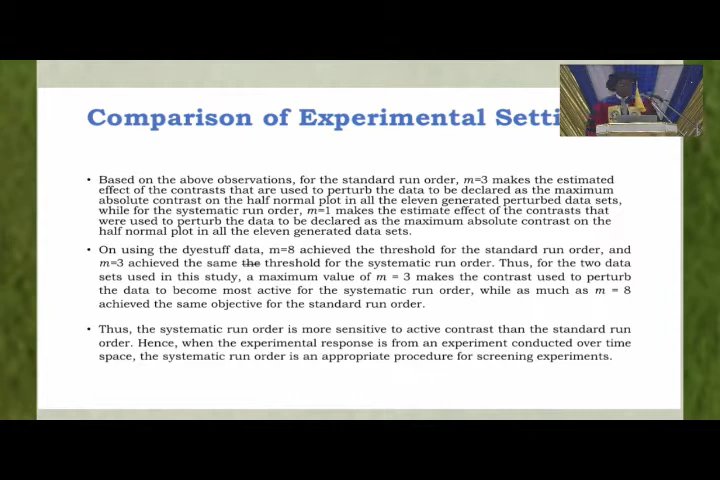 Comparison of Experimental Setti
• Based on the above observations, for the standard run order, m=3 makes the estimated
effect of the contrasts that are used to perturb the data to be declared as the maximum
absolute contrast on the half normal plot in all the eleven generated perturbed data sets,
while for the systematic run order, m=1 makes the estimate effect of the contrasts that
were used to perturb the data to be declared as the maximum absolute contrast on the
half normal plot in all the eleven generated data sets.
• On using the dyestuff data, m=8 achieved the threshold for the standard run order, and
m=3 achieved the same the threshold for the systematic run order. Thus, for the two data
sets used in this study, a maximum value of m = 3 makes the contrast used to perturb
the data to become most active for the systematic run order, while as much as m = 8
achieved the same objective for the standard run order.
• Thus, the systematic run order is more sensitive to active contrast than the standard run
order. Hence, when the experimental response is from an experiment conducted over time
space, the systematic run order is an appropriate procedure for screening experiments.